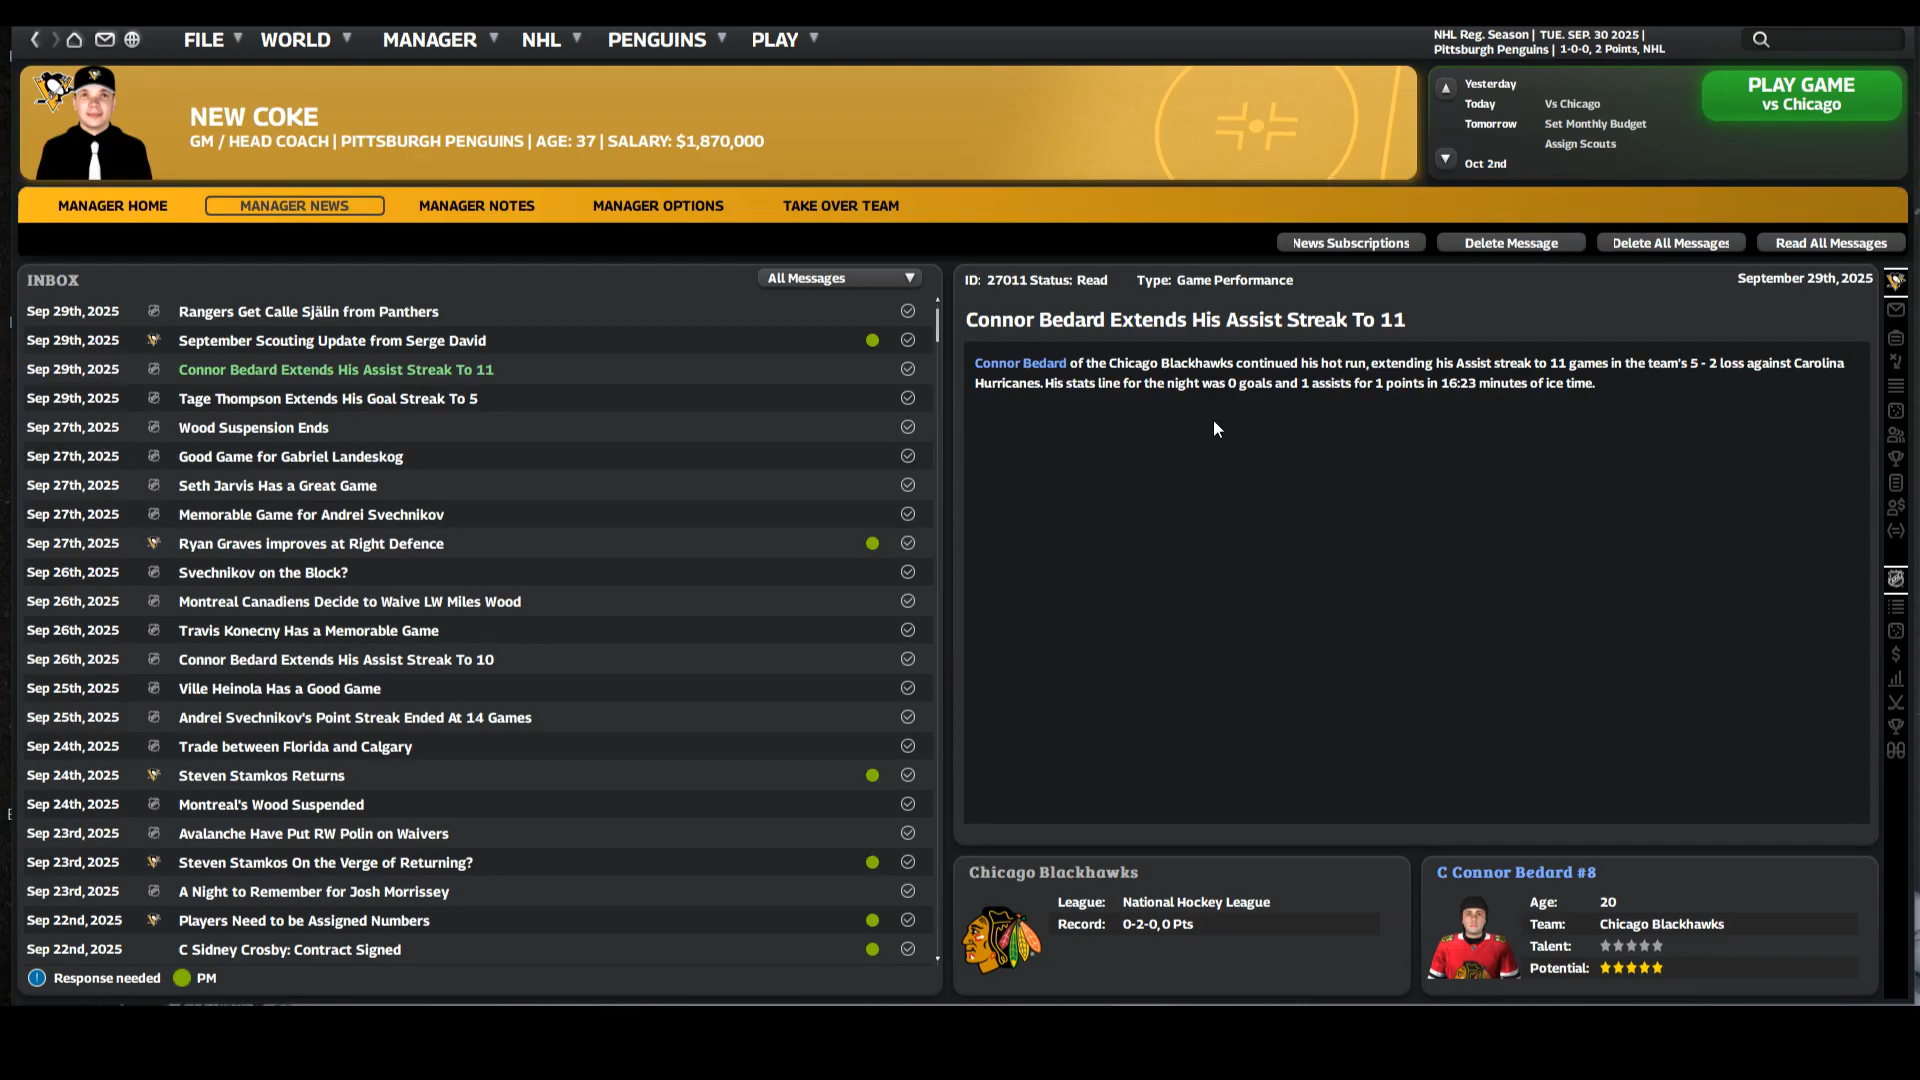 FILE WORLD MANAGER NHL PENGUINS PLAY
NHL Reg. Season | TUE. SEP. 30 2025 |
Pittsburgh Penguins | 1-0-0, 2 Points, NHL
NEW COKE
GM / HEAD COACH | PITTSBURGH PENGUINS | AGE: 37 | SALARY: $1,870,000
Yesterday
Today Vs Chicago
Tomorrow Set Monthly Budget
Assign Scouts
Oct 2nd
PLAY GAME
vs Chicago
MANAGER HOME MANAGER NEWS MANAGER NOTES MANAGER OPTIONS TAKE OVER TEAM
News Subscriptions Delete Message Delete All Messages Read All Messages
INBOX All Messages
Sep 29th, 2025 Rangers Get Calle Själin from Panthers
Sep 29th, 2025 September Scouting Update from Serge David
Sep 29th, 2025 Connor Bedard Extends His Assist Streak To 11
Sep 29th, 2025 Tage Thompson Extends His Goal Streak To 5
Sep 27th, 2025 Wood Suspension Ends
Sep 27th, 2025 Good Game for Gabriel Landeskog
Sep 27th, 2025 Seth Jarvis Has a Great Game
Sep 27th, 2025 Memorable Game for Andrei Svechnikov
Sep 27th, 2025 Ryan Graves improves at Right Defence
Sep 26th, 2025 Svechnikov on the Block?
Sep 26th, 2025 Montreal Canadiens Decide to Waive LW Miles Wood
Sep 26th, 2025 Travis Konecny Has a Memorable Game
Sep 26th, 2025 Connor Bedard Extends His Assist Streak To 10
Sep 25th, 2025 Ville Heinola Has a Good Game
Sep 25th, 2025 Andrei Svechnikov's Point Streak Ended At 14 Games
Sep 24th, 2025 Trade between Florida and Calgary
Sep 24th, 2025 Steven Stamkos Returns
Sep 24th, 2025 Montreal's Wood Suspended
Sep 23rd, 2025 Avalanche Have Put RW Polin on Waivers
Sep 23rd, 2025 Steven Stamkos On the Verge of Returning?
Sep 23rd, 2025 A Night to Remember for Josh Morrissey
Sep 22nd, 2025 Players Need to be Assigned Numbers
Sep 22nd, 2025 C Sidney Crosby: Contract Signed
Response needed PM
ID: 27011 Status: Read Type: Game Performance September 29th, 2025
Connor Bedard Extends His Assist Streak To 11
Connor Bedard of the Chicago Blackhawks continued his hot run, extending his Assist streak to 11 games in the team's 5 - 2 loss against Carolina
Hurricanes. His stats line for the night was 0 goals and 1 assists for 1 points in 16:23 minutes of ice time.
Chicago Blackhawks
League: National Hockey League
Record: 0-2-0, 0 Pts
C Connor Bedard #8
Age: 20
Team: Chicago Blackhawks
Talent:
Potential: